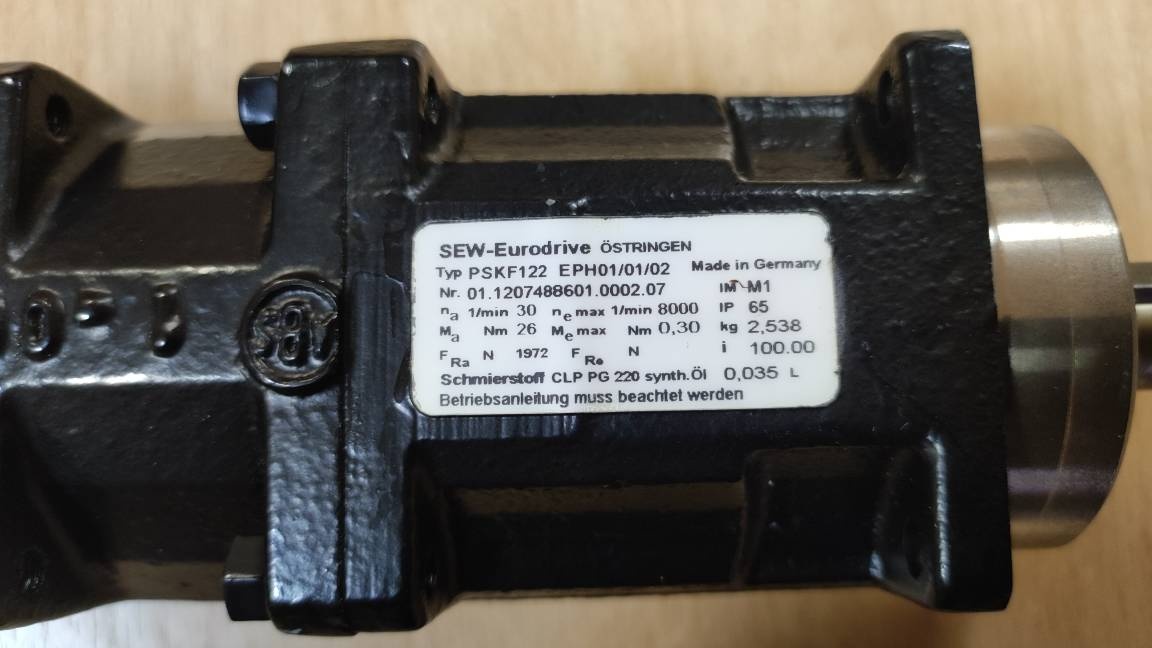 SEW-Eurodrive ÖSTRINGEN
Typ PSKF122 EPH01/01/02 Made in Germany
Nr. 01.1207488601.0002.07 IM M1
na 1/min 30 ne max 1/min 8000 IP 65
Ma Nm 26 Me max Nm 0,30 kg 2,538
FRa N 1972 FRe N i 100.00
Schmierstoff CLP PG 220 synth.Öl 0,035 L
Betriebsanleitung muss beachtet werden